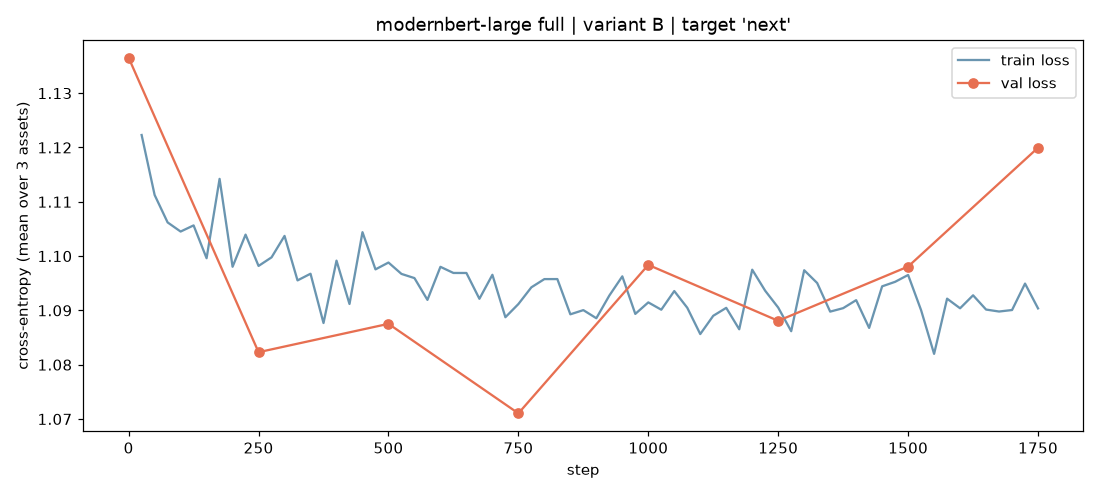 modernbert-large full | variant B | target 'next'
train loss
val loss
cross-entropy (mean over 3 assets)
1.13
1.12
1.11
1.10
1.09
1.08
1.07
0 250 500 750 1000 1250 1500 1750
step